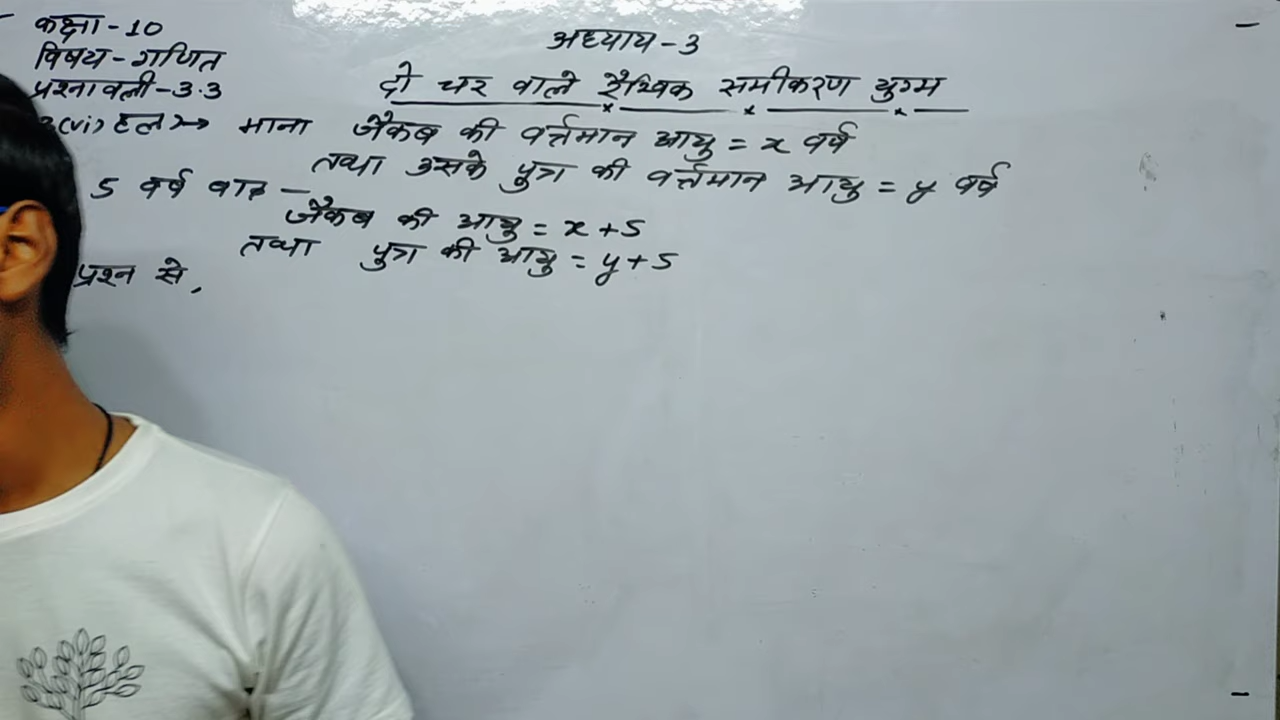 कक्षा-10
विषय-गणित
प्रश्नावली-3.3
अध्याय-3
दो चर वाले रैखिक समीकरण युग्म
(vi) हल→ माना जैकब की वर्त्तमान आयु = x वर्ष
तथा उसके पुत्र की वर्त्तमान आयु = y वर्ष
5 वर्ष बाद —
जैकब की आयु = x+5
तथा पुत्र की आयु = y+5
प्रश्न से,